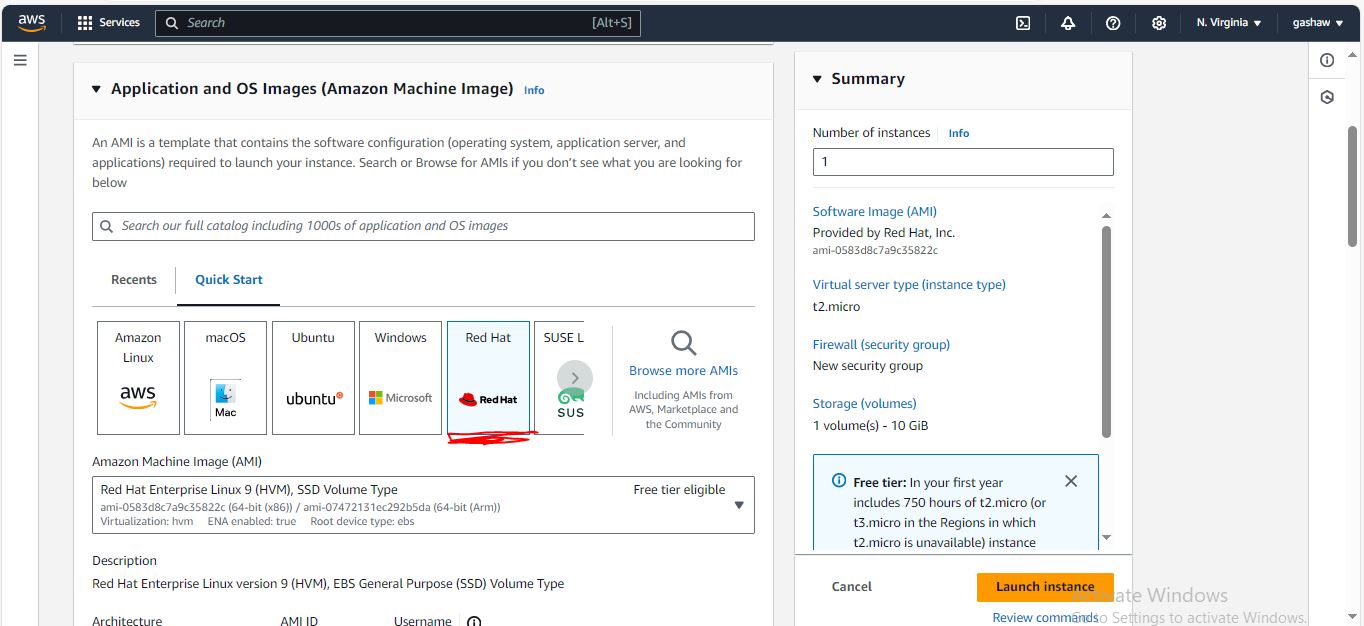 aws
Services
Search
[Alt+S]
N. Virginia
gashaw
Application and OS Images (Amazon Machine Image) Info
An AMI is a template that contains the software configuration (operating system, application server, and
applications) required to launch your instance. Search or Browse for AMIs if you don't see what you are looking for
below
Search our full catalog including 1000s of application and OS images
Recents
Quick Start
Amazon
Linux
aws
macOS
Mac
Ubuntu
ubuntu
Windows
Microsoft
Red Hat
Red Hat
SUSE L
SUS
Browse more AMIs
Including AMIs from
AWS, Marketplace and
the Community
Amazon Machine Image (AMI)
Red Hat Enterprise Linux 9 (HVM), SSD Volume Type
Free tier eligible
ami-0583d8c7a9c35822c (64-bit (x86)) / ami-07472131ec292b5da (64-bit (Arm))
Virtualization: hvm ENA enabled: true Root device type: ebs
Description
Red Hat Enterprise Linux version 9 (HVM), EBS General Purpose (SSD) Volume Type
Architecture
AMI ID
Username
Summary
Number of instances Info
1
Software Image (AMI)
Provided by Red Hat, Inc.
ami-0583d8c7a9c35822c
Virtual server type (instance type)
t2.micro
Firewall (security group)
New security group
Storage (volumes)
1 volume(s) - 10 GiB
Free tier: In your first year
includes 750 hours of t2.micro (or
t3.micro in the Regions in which
t2.micro is unavailable) instance
Cancel
Launch instance
Review commands
Activate Windows
Go to Settings to activate Windows.